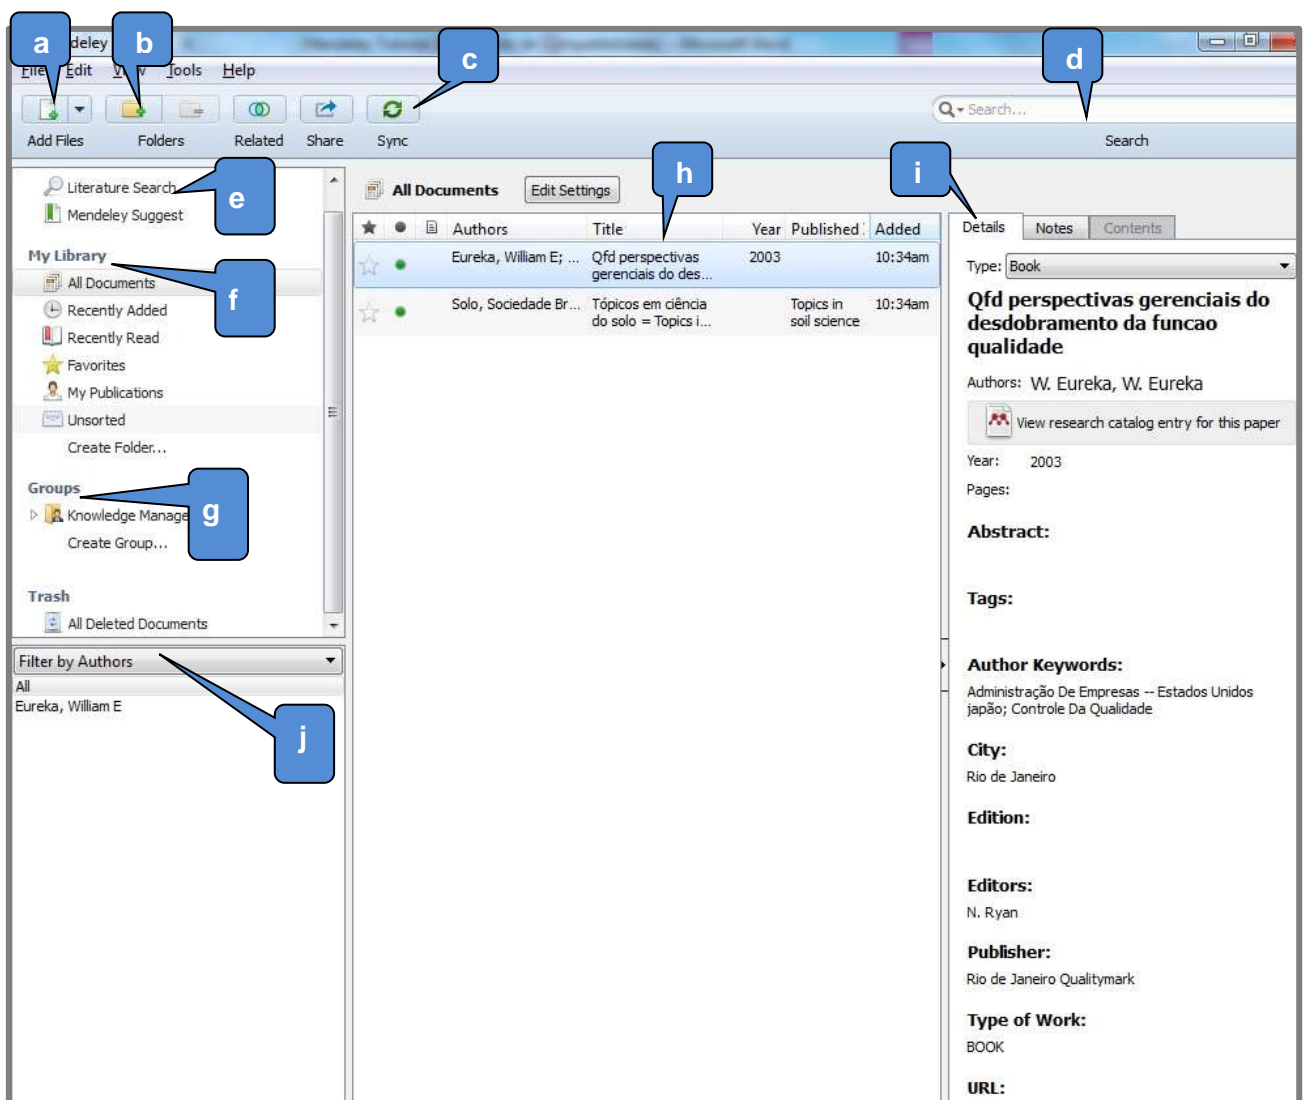 a
b
c
d
deley
File Edit View Tools Help
Search...
Add Files Folders Related Share Sync Search
e
h
i
Literature Search
Mendeley Suggest
All Documents Edit Settings
Authors Title Year Published Added
Details Notes Contents
My Library
All Documents
Recently Added
Recently Read
Favorites
My Publications
Unsorted
Create Folder...
f
Groups
Knowledge Manage
Create Group...
g
Trash
All Deleted Documents
Filter by Authors
All
Eureka, William E
j
Eureka, William E; ... Qfd perspectivas 2003 10:34am
gerenciais do des...
Solo, Sociedade Br... Tópicos em ciência Topics in 10:34am
do solo = Topics i... soil science
Type: Book
Qfd perspectivas gerenciais do
desdobramento da funcao
qualidade
Authors: W. Eureka, W. Eureka
View research catalog entry for this paper
Year: 2003
Pages:
Abstract:
Tags:
Author Keywords:
Administração De Empresas -- Estados Unidos
japão; Controle Da Qualidade
City:
Rio de Janeiro
Edition:
Editors:
N. Ryan
Publisher:
Rio de Janeiro Qualitymark
Type of Work:
BOOK
URL: